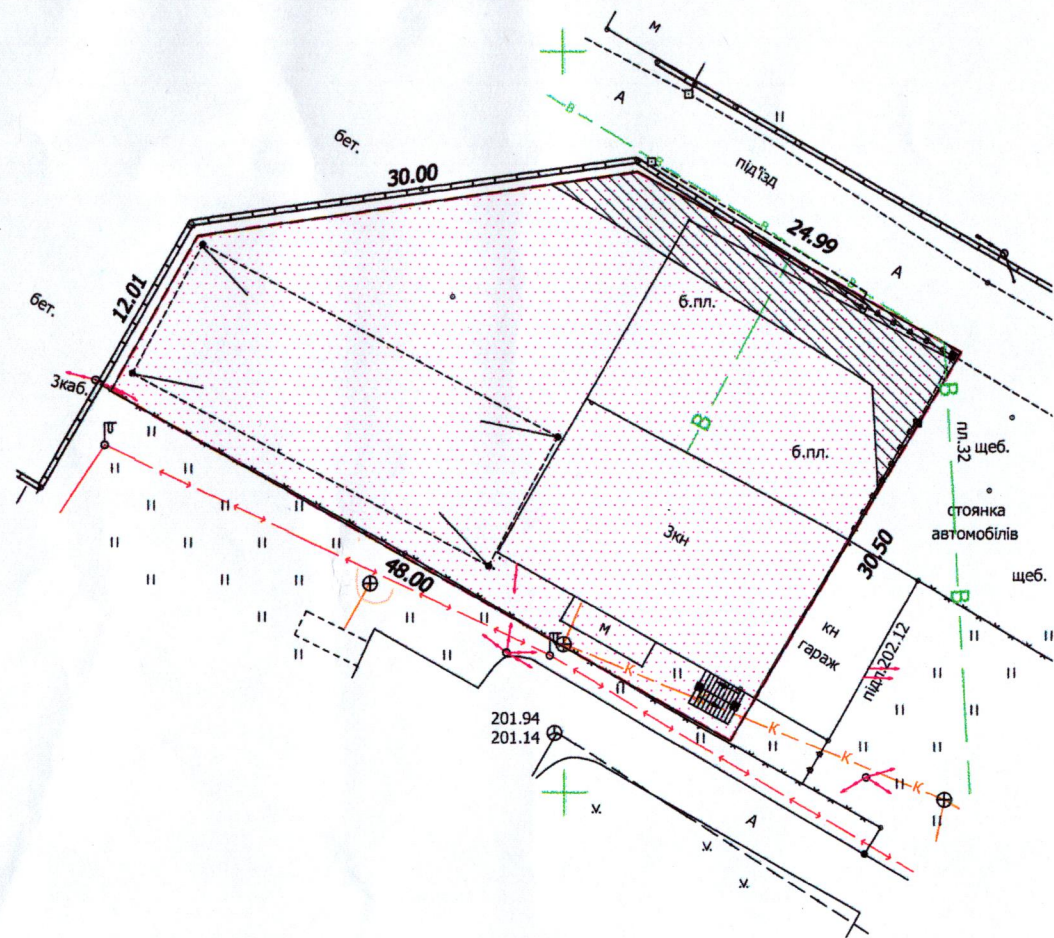 м
А
В
бет.
В
під'їзд
30.00
В
24.99
А
12.01
бет.
В
б.пл.
3каб.
В
В
пл.32
щеб.
б.пл.
стоянка
автомобілів
3кн
30.50
щеб.
48.00
В
м
кн
гараж
підл.202.12
К
201.94
201.14
К
К
К
А